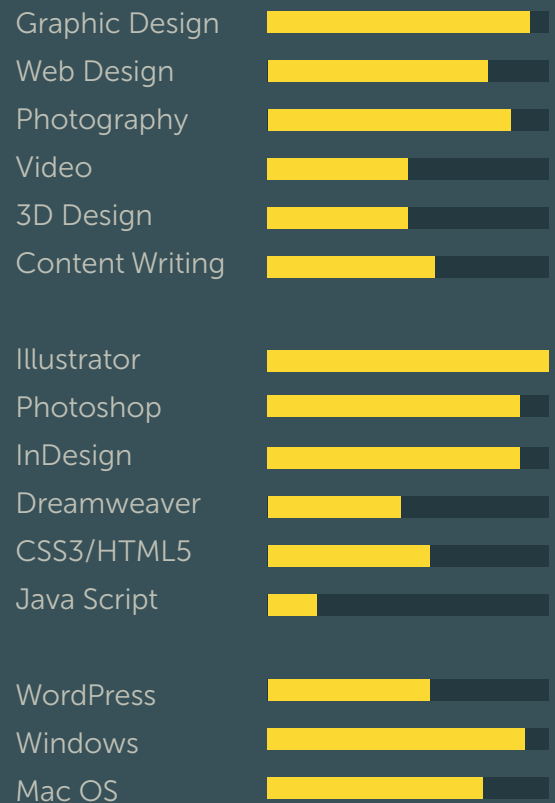 Graphic Design
Web Design
Photography
Video
3D Design
Content Writing
Illustrator
Photoshop
InDesign
Dreamweaver
CSS3/HTML5
Java Script
WordPress
Windows
Mac OS